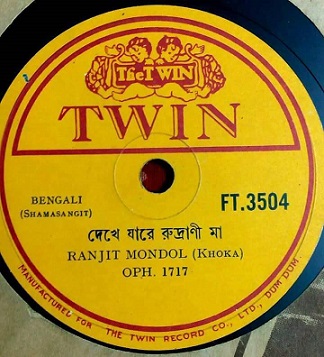 The TWIN
TWIN
BENGALI
(SHAMASANGIT)
FT.3504
দেখে যারে রুদ্রাণী মা
RANJIT MONDOL (KHOKA)
OPH. 1717
MANUFACTURED FOR THE TWIN RECORD CO., LTD., DUM DUM